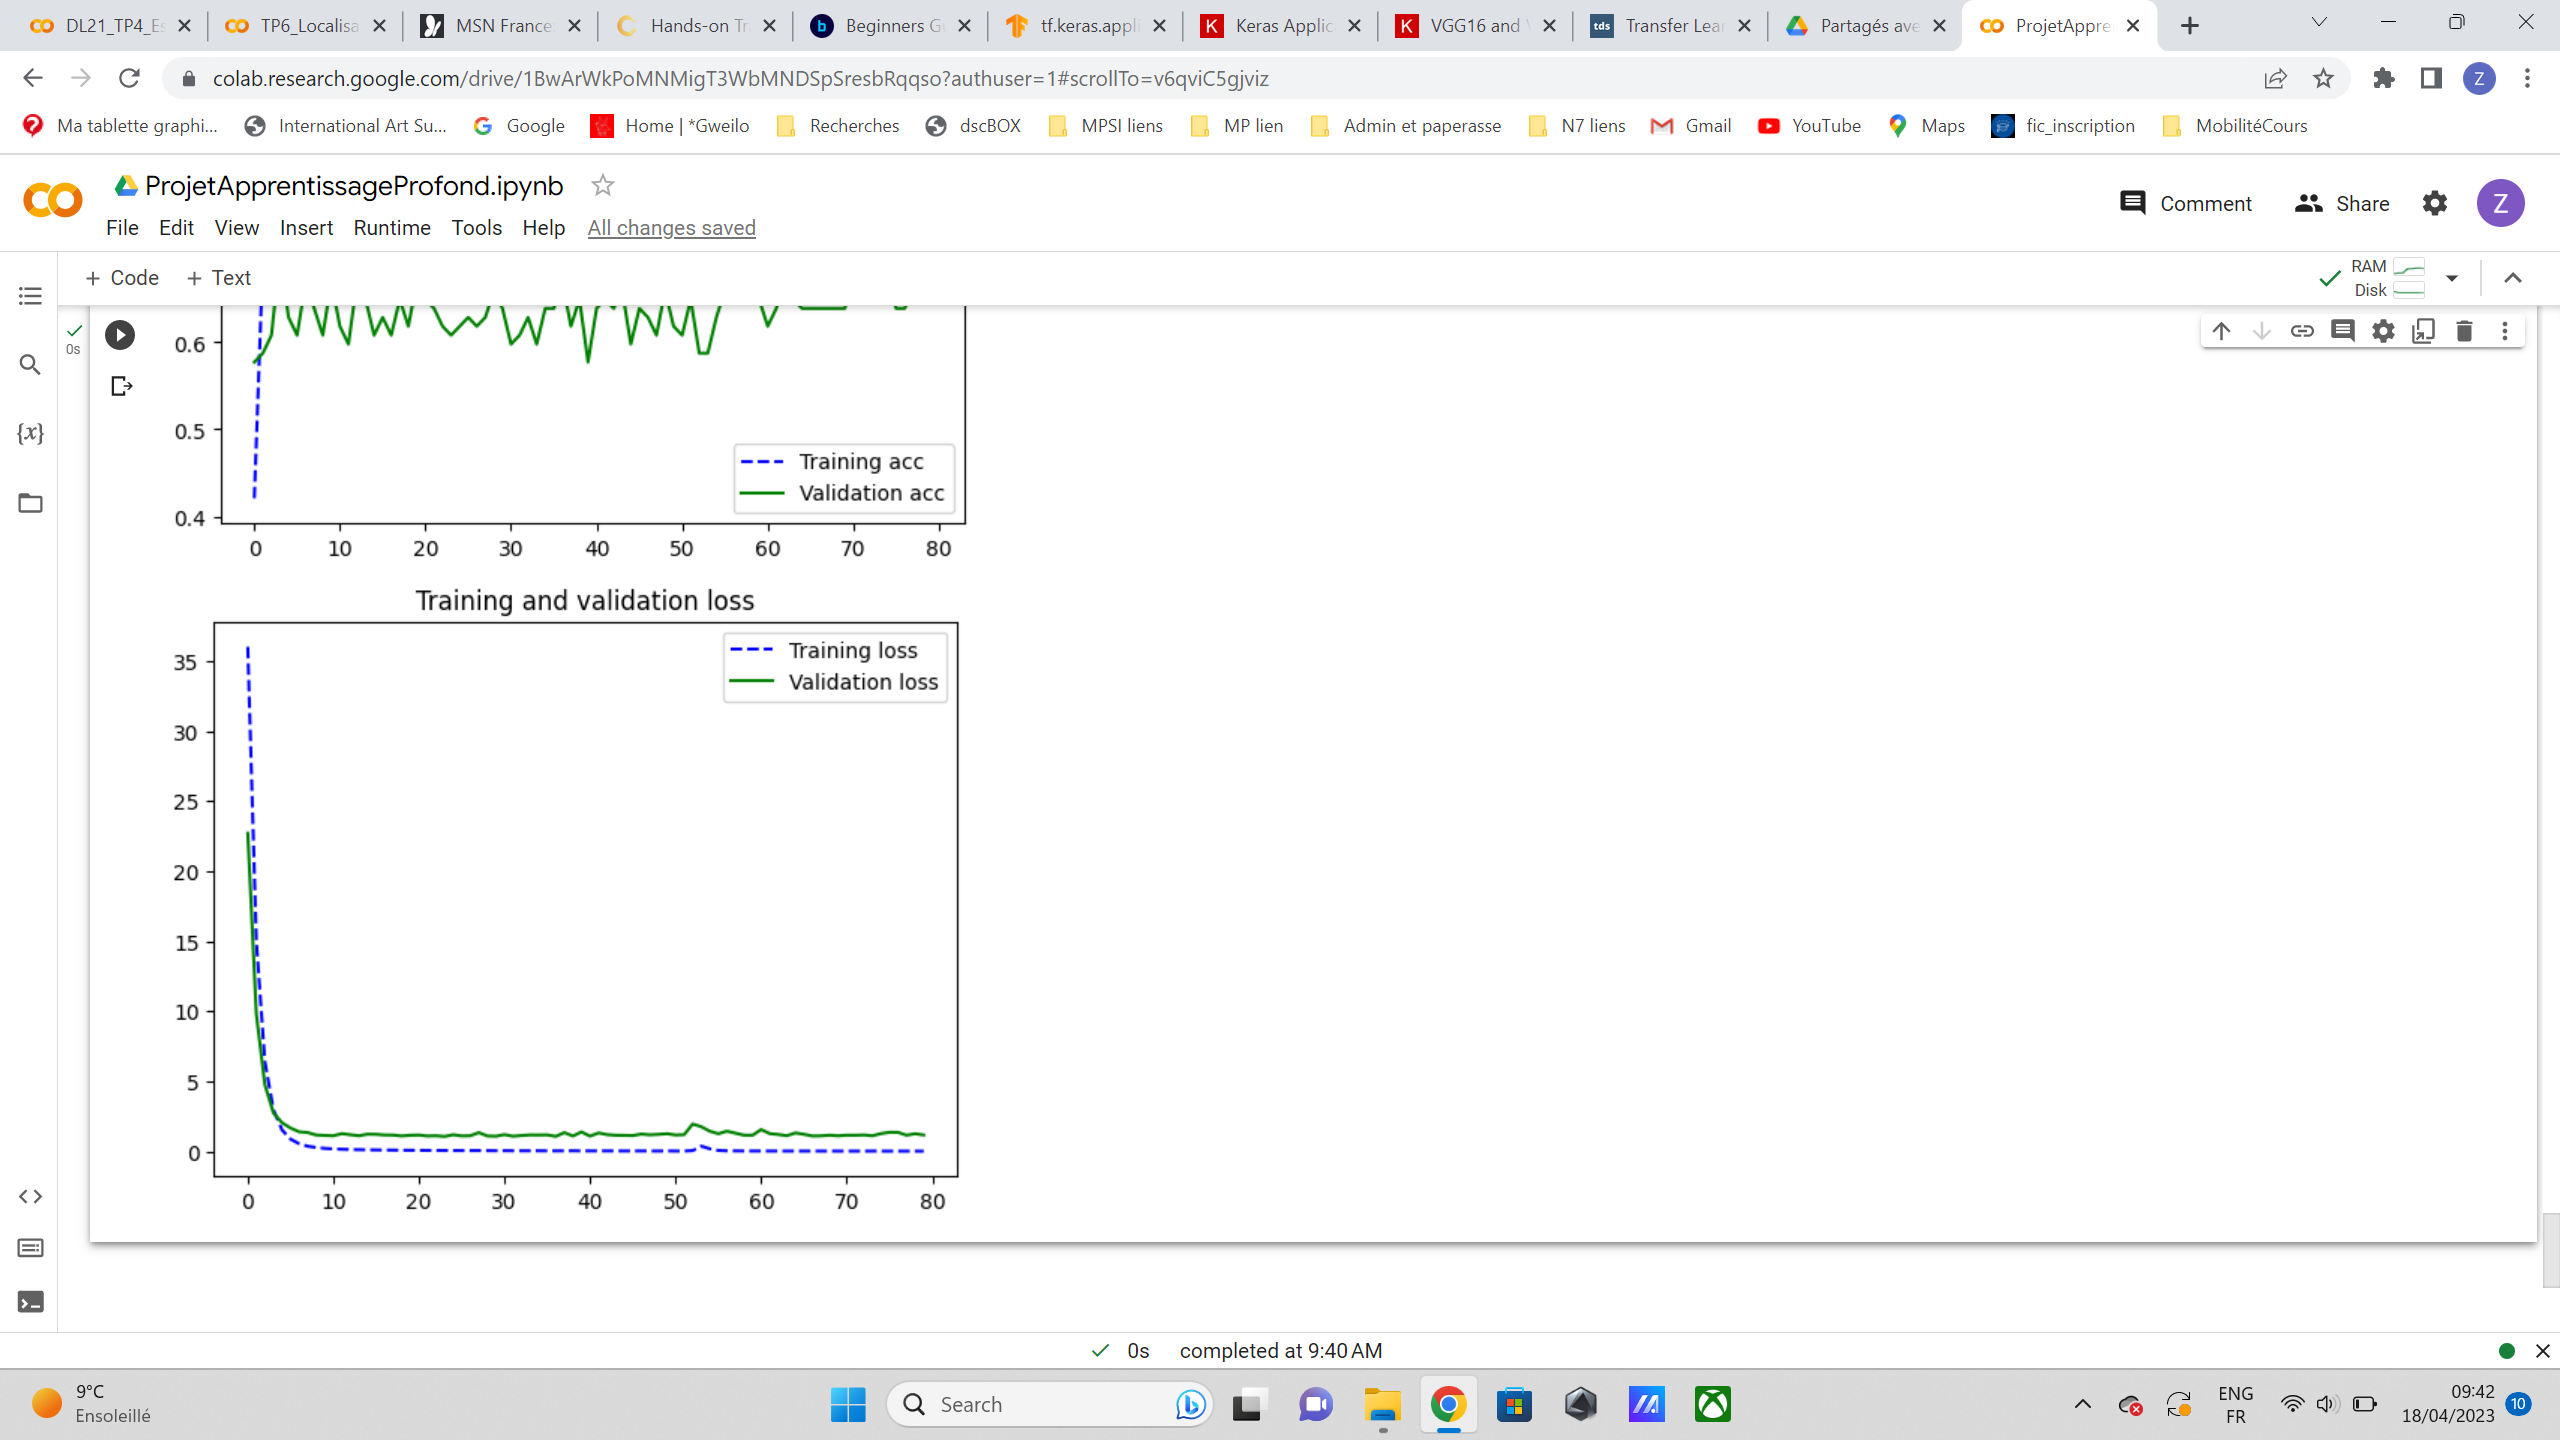 DL21_TP4_Es
TP6_Localisa
MSN France
Hands-on Tr
Beginners G
tf.keras.appli
Keras Applic
VGG16 and
Transfer Lear
Partagés ave
ProjetAppre
colab.research.google.com/drive/1BwArWkPoMNMigT3WbMNDSpSresbRqqso?authuser=1#scrollTo=v6qviC5gjviz
Z
Ma tablette graphi...
International Art Su...
Google
Home | *Gweilo
Recherches
dscBOX
MPSI liens
MP lien
Admin et paperasse
N7 liens
Gmail
YouTube
Maps
fic_inscription
MobilitéCours
ProjetApprentissageProfond.ipynb
Comment
Share
Z
File Edit View Insert Runtime Tools Help All changes saved
+ Code + Text
RAM
Disk
0s
{x}
0.6
0.5
0.4
Training acc
Validation acc
0 10 20 30 40 50 60 70 80
Training and validation loss
Training loss
Validation loss
35
30
25
20
15
10
5
0
0 10 20 30 40 50 60 70 80
0s completed at 9:40 AM
9°C
Ensoleillé
Search
ENG
FR
09:42
18/04/2023
10